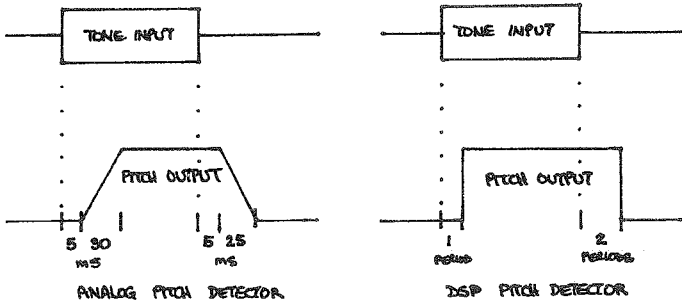 TONE INPUT
TONE INPUT
PITCH OUTPUT
PITCH OUTPUT
5 30
5 25
ms
ms
1
PERIOD
2
PERIODS
ANALOG PITCH DETECTOR
DSP PITCH DETECTOR